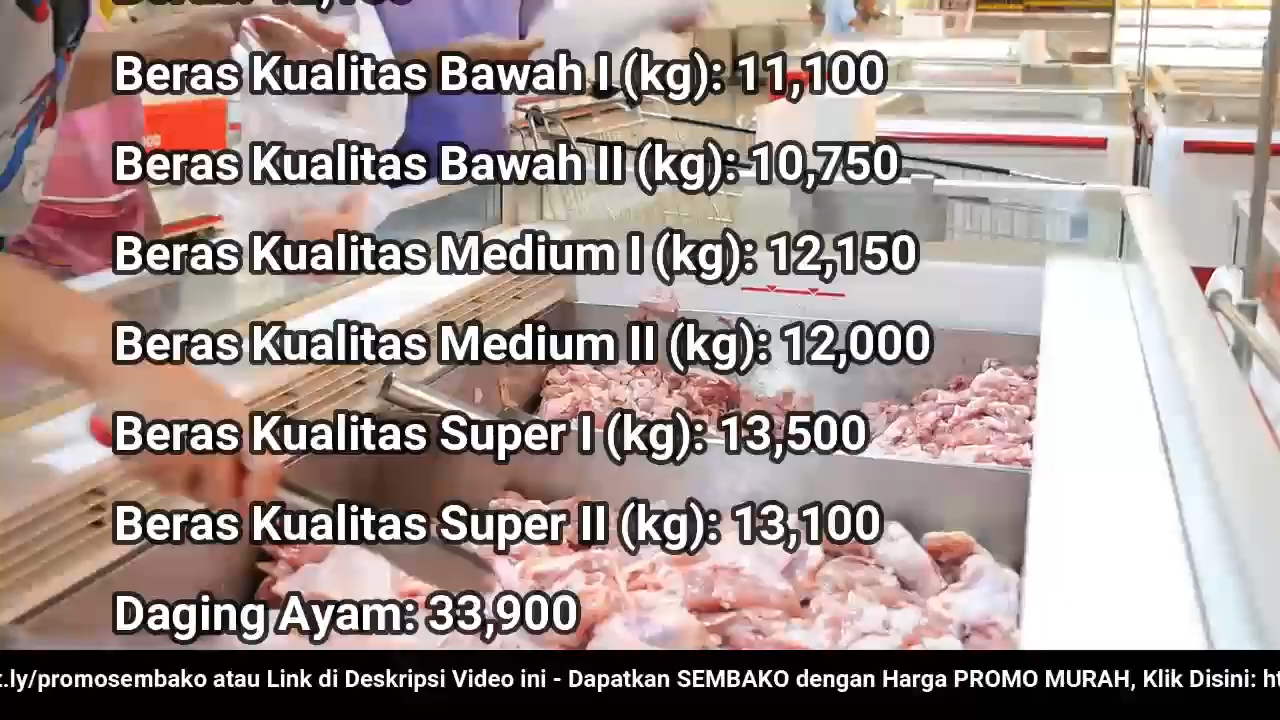 Beras Kualitas Bawah I (kg): 11,100
Beras Kualitas Bawah II (kg): 10,750
Beras Kualitas Medium I (kg): 12,150
Beras Kualitas Medium II (kg): 12,000
Beras Kualitas Super I (kg): 13,500
Beras Kualitas Super II (kg): 13,100
Daging Ayam: 33,900
.ly/promosembako atau Link di Deskripsi Video ini - Dapatkan SEMBAKO dengan Harga PROMO MURAH, Klik Disini: